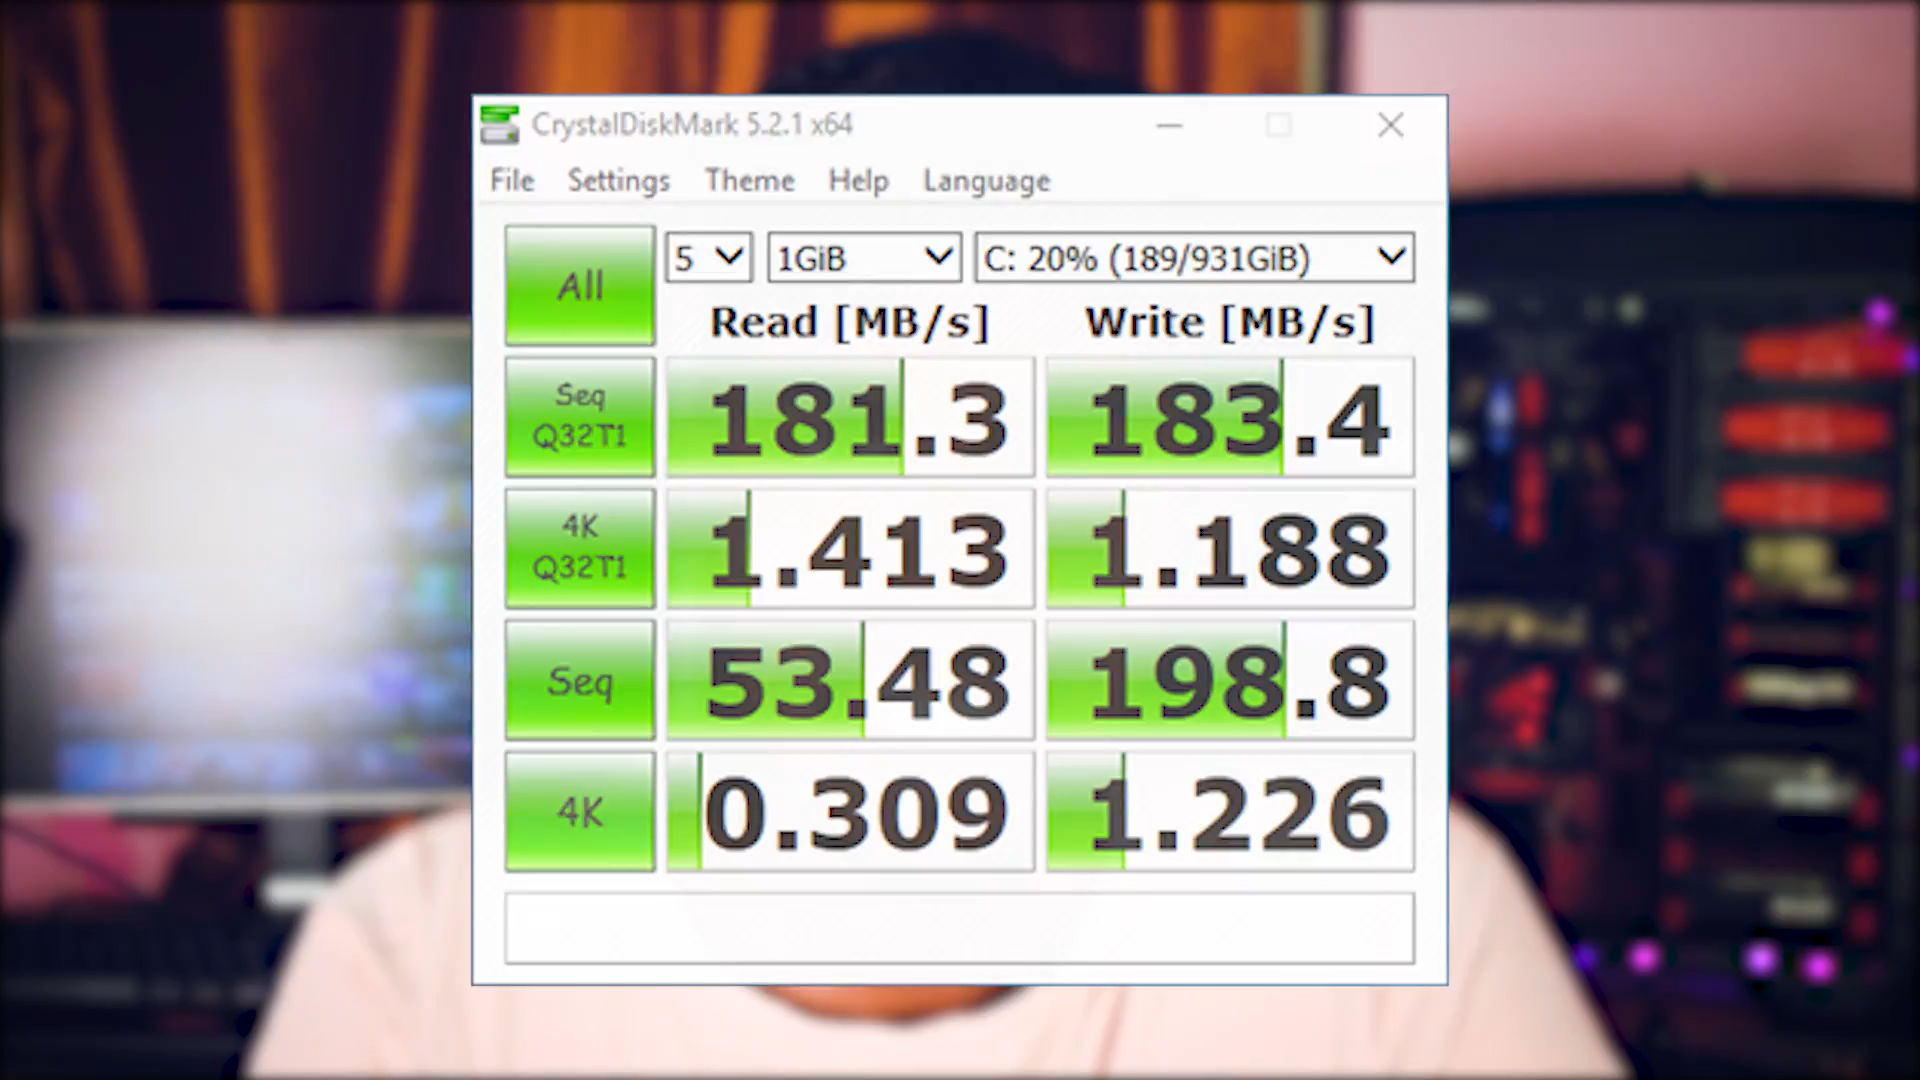 CrystalDiskMark 5.2.1 x64
File Settings Theme Help Language
All 5 1GiB C: 20% (189/931GiB)
Read [MB/s] Write [MB/s]
Seq Q32T1 181.3 183.4
4K Q32T1 1.413 1.188
Seq 53.48 198.8
4K 0.309 1.226